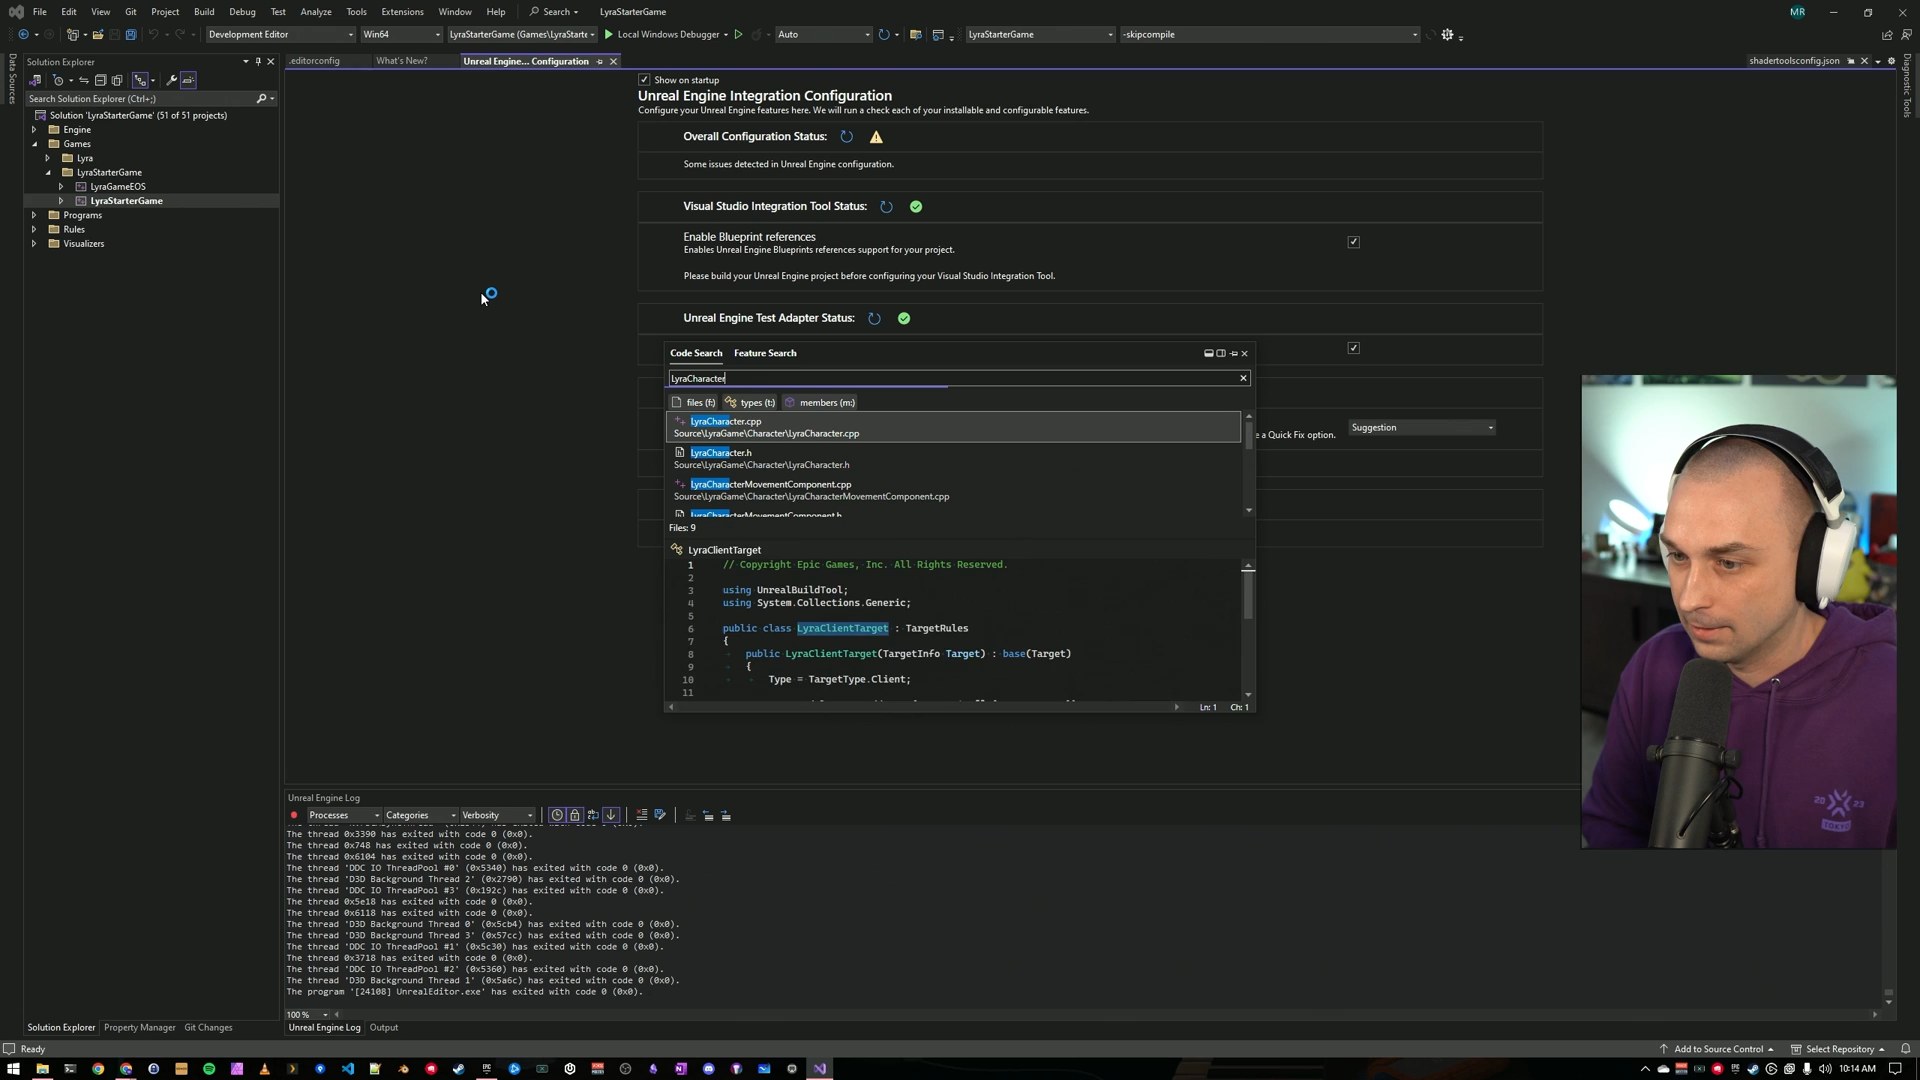 File Edit View Git Project Build Debug Test Analyze Tools Extensions Window Help Search LyraStarterGame MR
Development Editor Win64 LyraStarterGame (Games\LyraStarte Local Windows Debugger Auto LyraStarterGame -skipcompile
Data Sources
Solution Explorer
Search Solution Explorer (Ctrl+;)
Solution 'LyraStarterGame' (51 of 51 projects)
Engine
Games
Lyra
LyraStarterGame
LyraGameEOS
LyraStarterGame
Programs
Rules
Visualizers
.editorconfig What's New? Unreal Engine... Configuration shadertoolsconfig.json
Diagnostic Tools
Show on startup
Unreal Engine Integration Configuration
Configure your Unreal Engine features here. We will run a check each of your installable and configurable features.
Overall Configuration Status:
Some issues detected in Unreal Engine configuration.
Visual Studio Integration Tool Status:
Enable Blueprint references
Enables Unreal Engine Blueprints references support for your project.
Please build your Unreal Engine project before configuring your Visual Studio Integration Tool.
Unreal Engine Test Adapter Status:
Code Search Feature Search
LyraCharacter
files (f:) types (t:) members (m:)
LyraCharacter.cpp
Source\LyraGame\Character\LyraCharacter.cpp
e a Quick Fix option. Suggestion
LyraCharacter.h
Source\LyraGame\Character\LyraCharacter.h
LyraCharacterMovementComponent.cpp
Source\LyraGame\Character\LyraCharacterMovementComponent.cpp
LyraCharacterMovementComponent.h
Files: 9
LyraClientTarget
1 // Copyright Epic Games, Inc. All Rights Reserved.
2
3 using UnrealBuildTool;
4 using System.Collections.Generic;
5
6 public class LyraClientTarget : TargetRules
7 {
8 public LyraClientTarget(TargetInfo Target) : base(Target)
9 {
10 Type = TargetType.Client;
11
Ln: 1 Ch: 1
Unreal Engine Log
Processes Categories Verbosity
The thread 0x3390 has exited with code 0 (0x0).
The thread 0x748 has exited with code 0 (0x0).
The thread 0x6104 has exited with code 0 (0x0).
The thread 'DDC IO ThreadPool #0' (0x5340) has exited with code 0 (0x0).
The thread 'D3D Background Thread 2' (0x2790) has exited with code 0 (0x0).
The thread 'DDC IO ThreadPool #3' (0x192c) has exited with code 0 (0x0).
The thread 0x5e18 has exited with code 0 (0x0).
The thread 0x6118 has exited with code 0 (0x0).
The thread 'D3D Background Thread 0' (0x5cb4) has exited with code 0 (0x0).
The thread 'D3D Background Thread 3' (0x57cc) has exited with code 0 (0x0).
The thread 'DDC IO ThreadPool #1' (0x5c30) has exited with code 0 (0x0).
The thread 0x3718 has exited with code 0 (0x0).
The thread 'DDC IO ThreadPool #2' (0x5360) has exited with code 0 (0x0).
The thread 'D3D Background Thread 1' (0x5a6c) has exited with code 0 (0x0).
The program '[24108] UnrealEditor.exe' has exited with code 0 (0x0).
100 %
Solution Explorer Property Manager Git Changes Unreal Engine Log Output
Ready Add to Source Control Select Repository
10:14 AM
2023
TOKYO